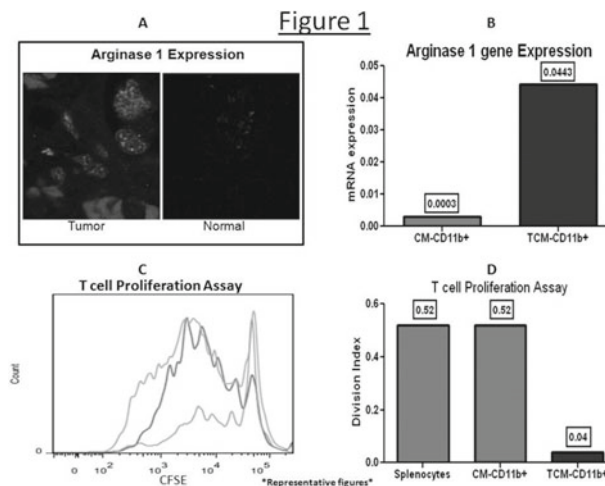 Figure 1
A
Arginase 1 Expression
Tumor
Normal
B
Arginase 1 gene Expression
mRNA expression
0.05
0.04
0.03
0.02
0.01
0.00
0.0003
0.0443
CM-CD11b+
TCM-CD11b+
C
T cell Proliferation Assay
Count
0
0 10² 10³ 10⁴ 10⁵
CFSE
*Representative figures*
D
T cell Proliferation Assay
Division Index
0.6
0.4
0.2
0.0
0.52
0.52
0.04
Splenocytes
CM-CD11b+
TCM-CD11b+